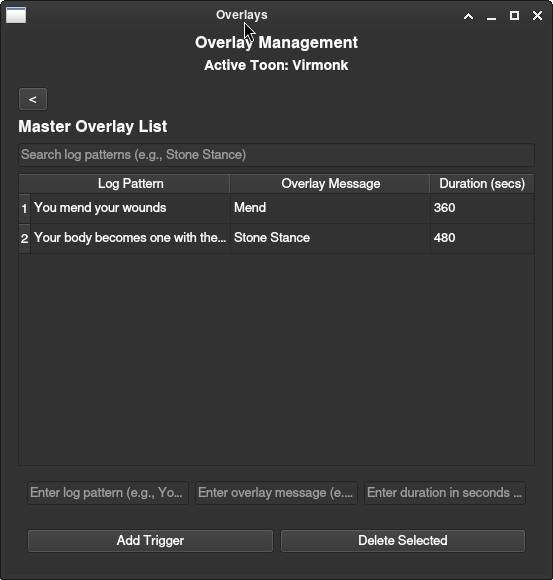 Overlays
Overlay Management
Active Toon: Virmonk
<
Master Overlay List
Search log patterns (e.g., Stone Stance)
Log Pattern Overlay Message Duration (secs)
1 You mend your wounds Mend 360
2 Your body becomes one with the... Stone Stance 480
Enter log pattern (e.g., Yo... Enter overlay message (e.... Enter duration in seconds ...
Add Trigger Delete Selected